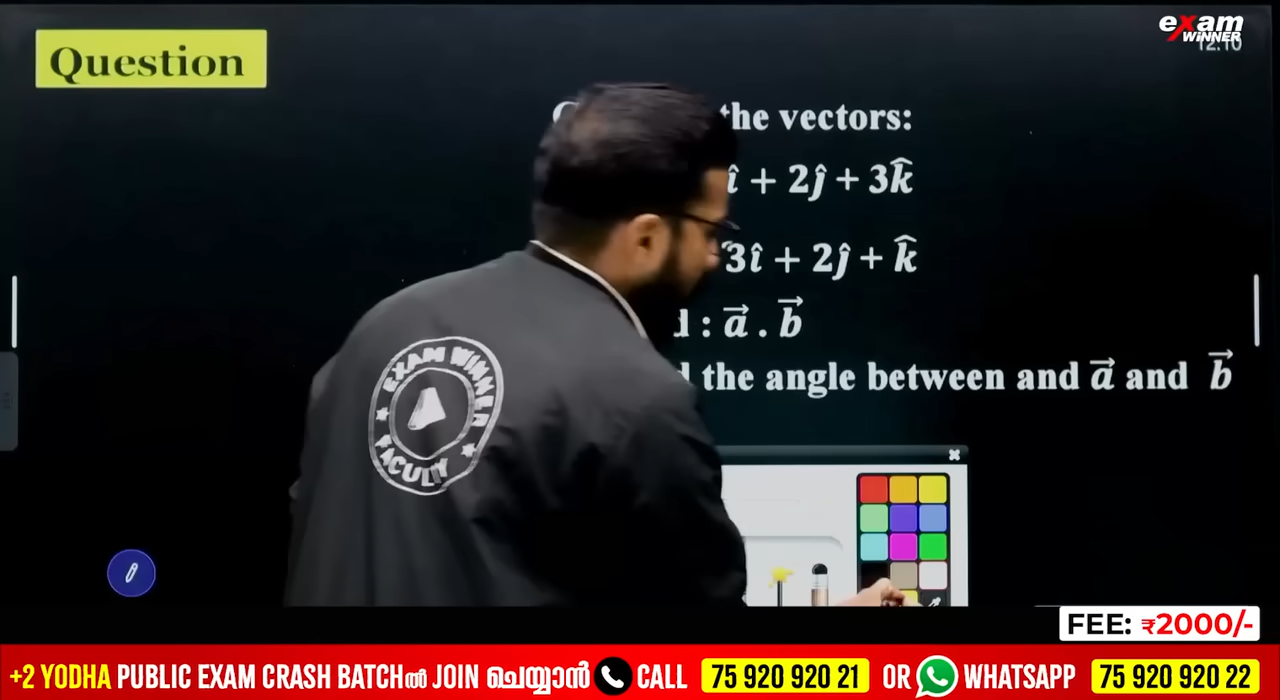 Question
exam
WiNNER
12:10
the vectors:
î + 2ĵ + 3k̂
3î + 2ĵ + k̂
: a⃗ . b⃗
the angle between and a⃗ and b⃗
EXAM WINNER
FACULTY
FEE: ₹2000/-
+2 YODHA PUBLIC EXAM CRASH BATCHൽ JOIN ചെയ്യാൻ CALL 75 920 920 21 OR WHATSAPP 75 920 920 22